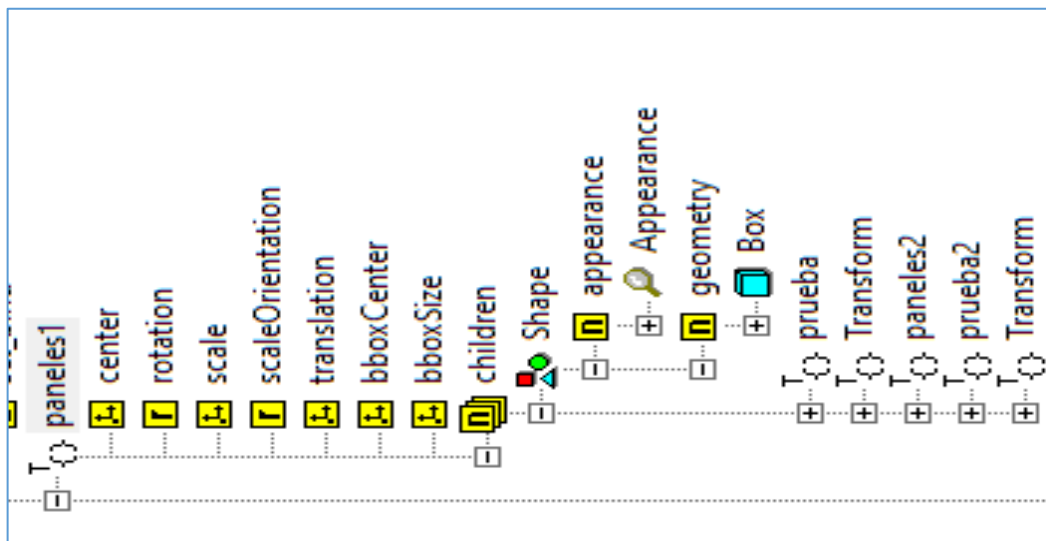 paneles1
center
rotation
scale
scaleOrientation
translation
bboxCenter
bboxSize
children
Shape
appearance
Appearance
geometry
Box
prueba
Transform
paneles2
prueba2
Transform